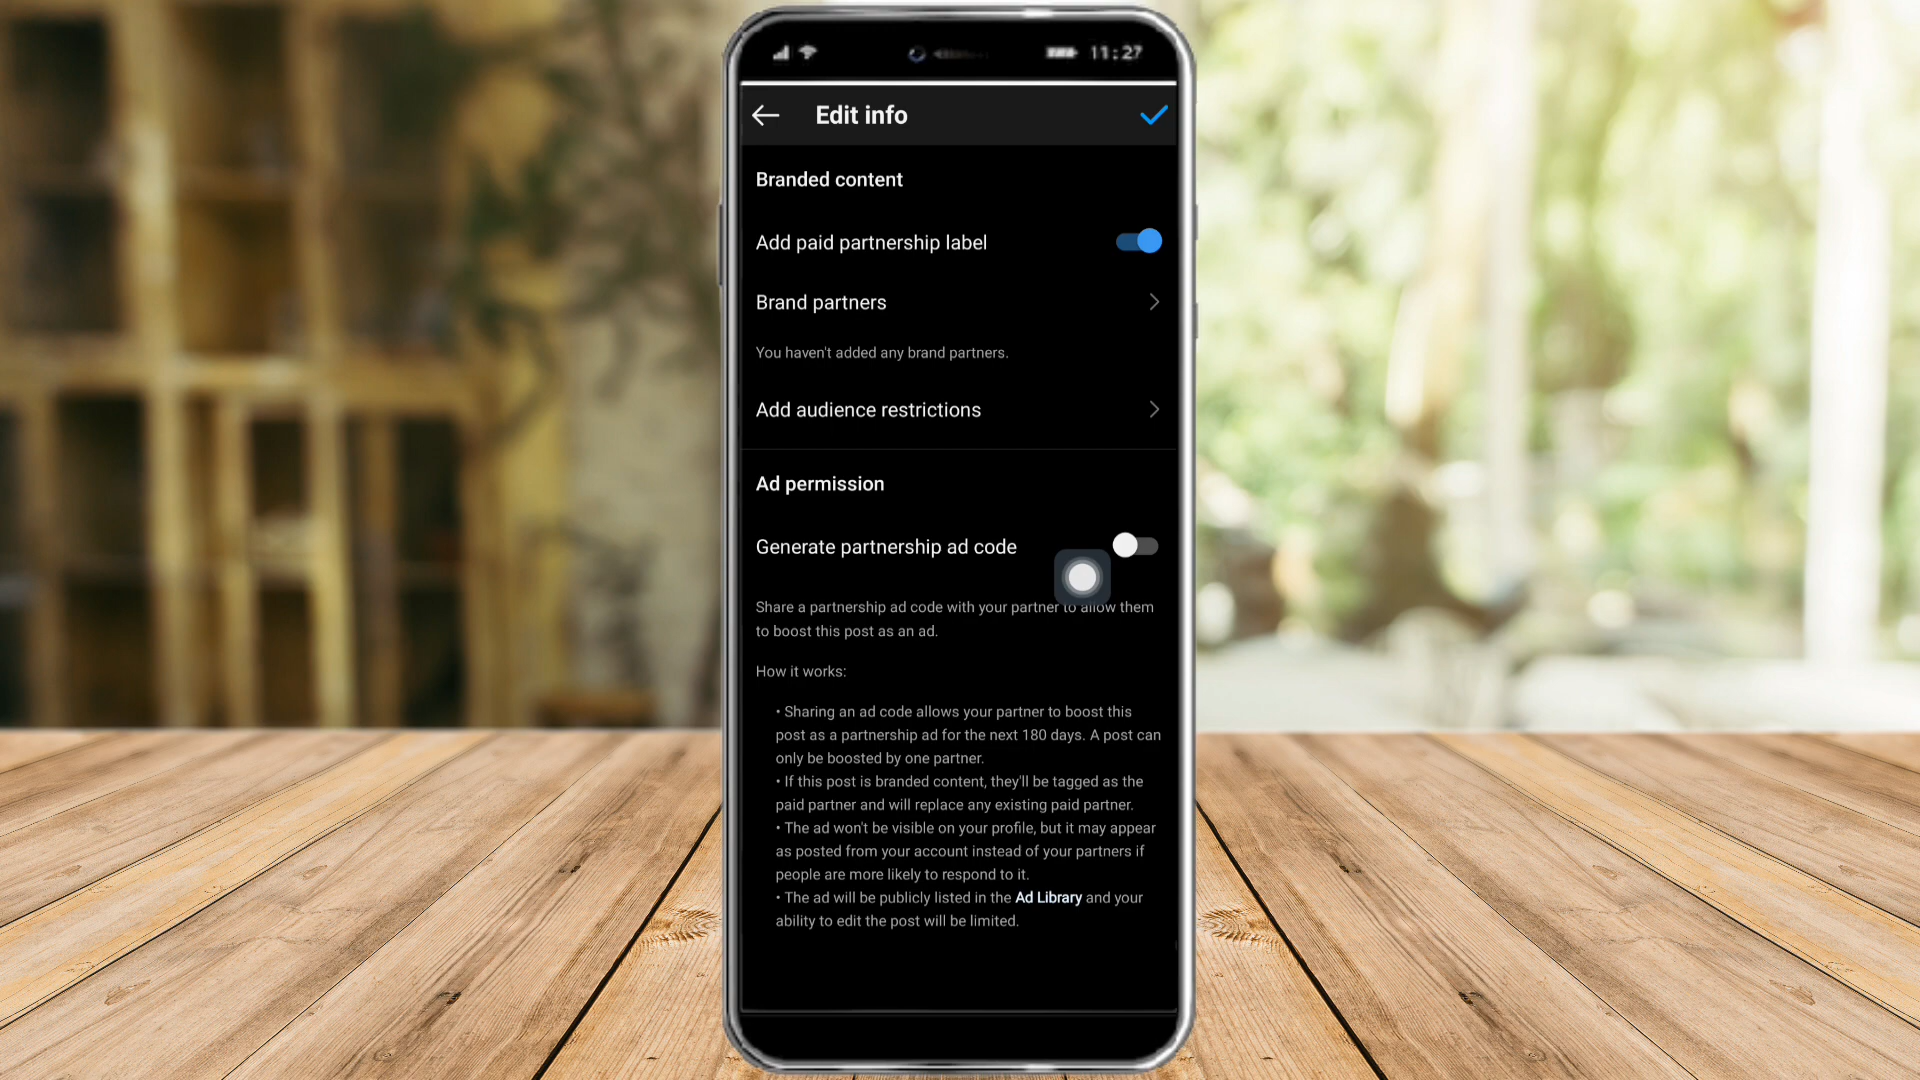 11:27
Edit info
Branded content
Add paid partnership label
Brand partners
You haven't added any brand partners.
Add audience restrictions
Ad permission
Generate partnership ad code
Share a partnership ad code with your partner to allow them
to boost this post as an ad.
How it works:
• Sharing an ad code allows your partner to boost this
post as a partnership ad for the next 180 days. A post can
only be boosted by one partner.
• If this post is branded content, they'll be tagged as the
paid partner and will replace any existing paid partner.
• The ad won't be visible on your profile, but it may appear
as posted from your account instead of your partners if
people are more likely to respond to it.
• The ad will be publicly listed in the Ad Library and your
ability to edit the post will be limited.